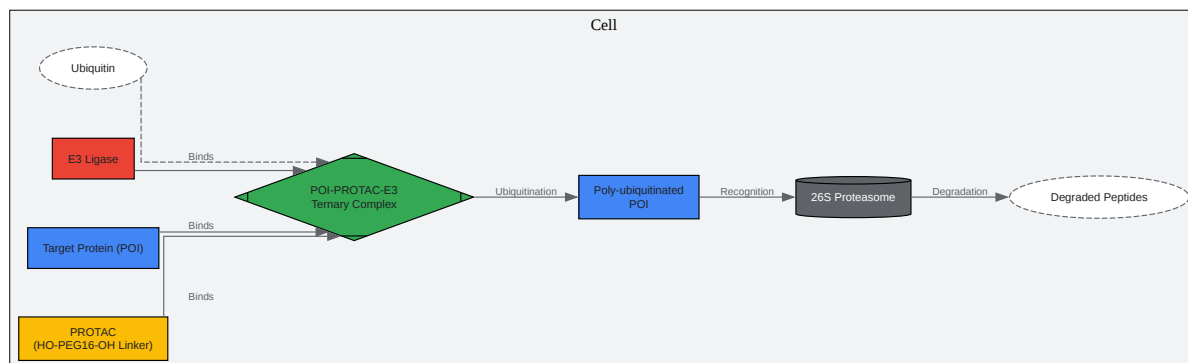 Cell
Ubiquitin
E3 Ligase
Binds
POI-PROTAC-E3
Ternary Complex
Ubiquitination
Poly-ubiquitinated
POI
Recognition
26S Proteasome
Degradation
Degraded Peptides
Binds
Target Protein (POI)
Binds
PROTAC
(HO-PEG16-OH Linker)